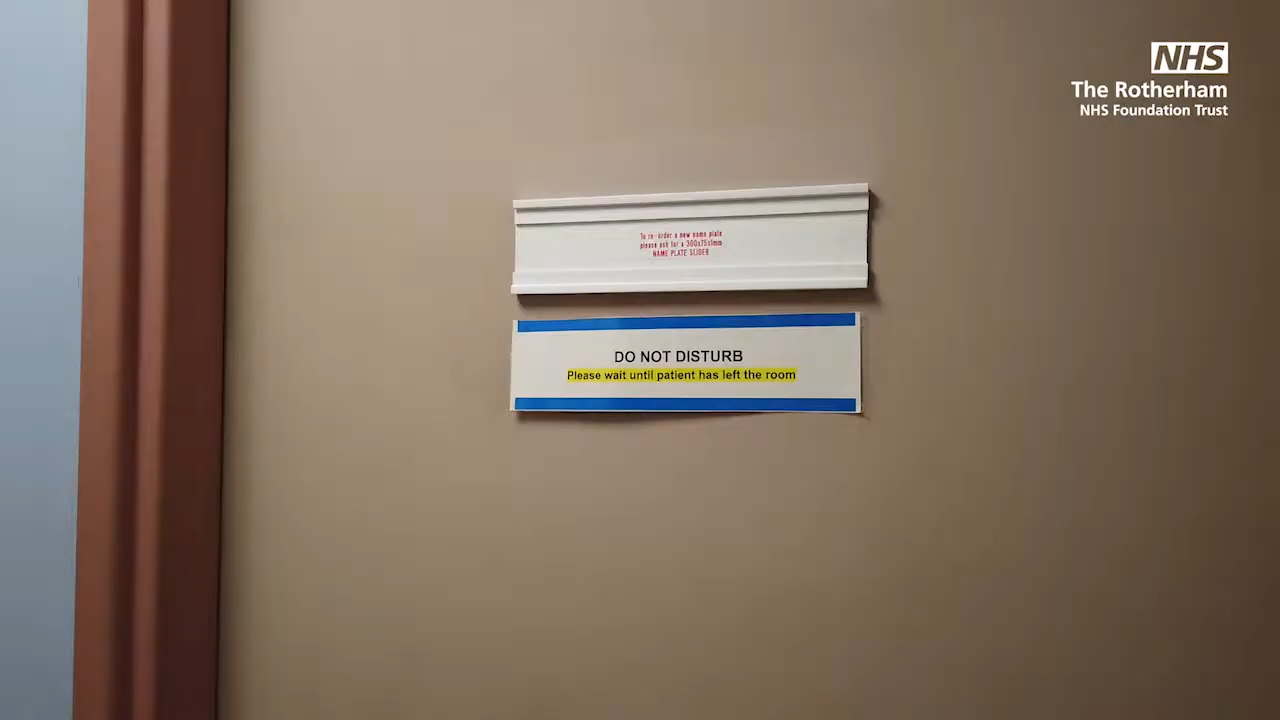 NHS
The Rotherham
NHS Foundation Trust
To re-order a new name plate
please ask for a 300x75x1mm
NAME PLATE SLIDER
DO NOT DISTURB
Please wait until patient has left the room